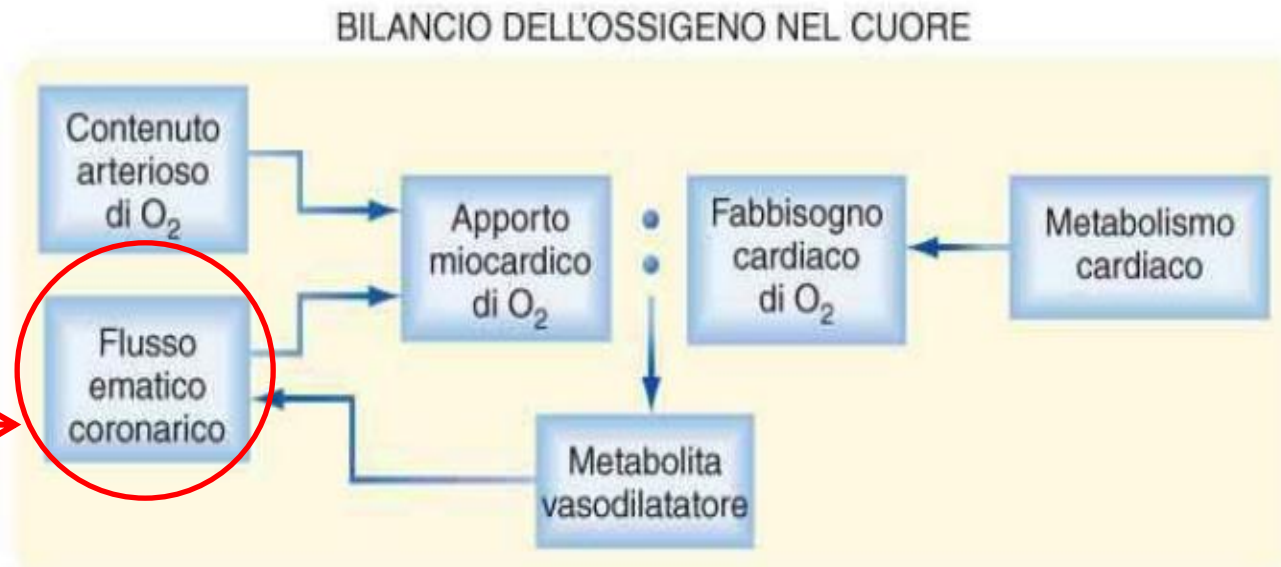 BILANCIO DELL'OSSIGENO NEL CUORE
Contenuto
arterioso
di O₂
Apporto
miocardico
di O₂
Fabbisogno
cardiaco
di O₂
Metabolismo
cardiaco
Flusso
ematico
coronarico
Metabolita
vasodilatatore